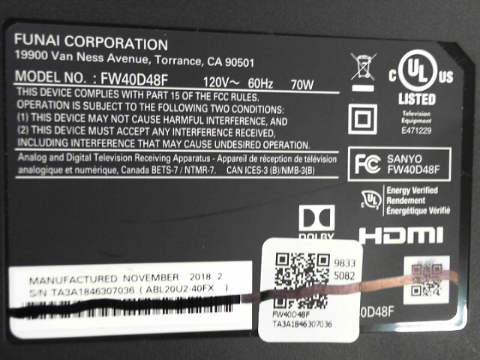 FUNAI CORPORATION
19900 Van Ness Avenue, Torrance, CA 90501
MODEL NO. : FW40D48F 120V~ 60Hz 70W
THIS DEVICE COMPLIES WITH PART 15 OF THE FCC RULES.
OPERATION IS SUBJECT TO THE FOLLOWING TWO CONDITIONS:
(1) THIS DEVICE MAY NOT CAUSE HARMFUL INTERFERENCE, AND
(2) THIS DEVICE MUST ACCEPT ANY INTERFERENCE,
INCLUDING INTERFERENCE THAT MAY CAUSE UNDESIRED OPERATION.
Analog and Digital Television Receiving Apparatus - Appareil de réception de télévision
analogique et numérique, Canada BETS-7 / NTMR-7. CAN ICES-3 (B)/NMB-3(B)
C UL US
LISTED
Television
Equipment
E471229
FC SANYO
FW40D48F
UL
Energy Verified
Rendement
Énergétique Vérifié
DOLBY
HDMI
MANUFACTURED NOVEMBER 2018 2
S/N TA3A1846307036 ( ABL20U2-40FX )
9833
5082
FW40D48F
TA3A1846307036
40D48F